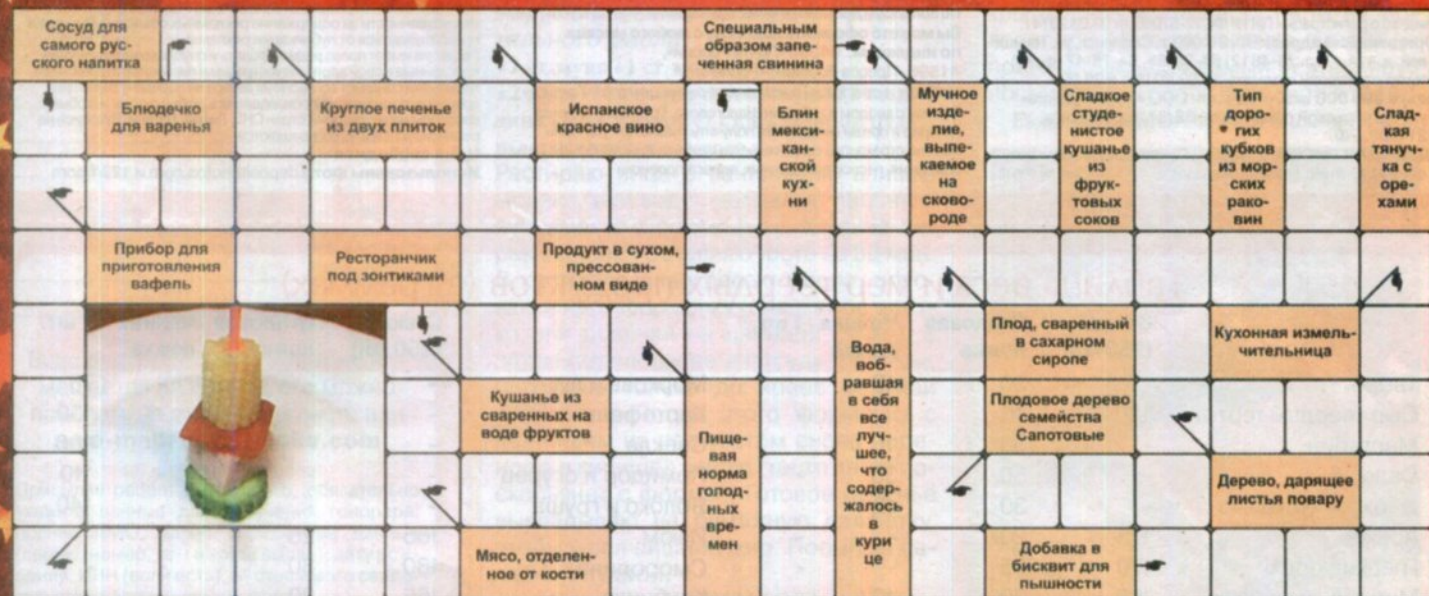 Сосуд для
самого рус-
ского напитка
Специальным
образом запе-
ченная свинина
Блюдечко
для варенья
Круглое печенье
из двух плиток
Испанское
красное вино
Блин
мекси-
кан-
ской
кух-
ни
Мучное
изде-
лие,
выпе-
каемое
на
сково-
роде
Сладкое
студе-
нистое
кушанье
из
фрук-
товых
соков
Тип
доро-
гих
кубков
из мор-
ских
рако-
вин
Слад-
кая
тянуч-
ка с
оре-
хами
Прибор для
приготовления
вафель
Ресторанчик
под зонтиками
Продукт в сухом,
прессован-
ном виде
Вода,
воб-
равшая
в себя
все
луч-
шее,
что
содер-
жалось
в
кури
це
Плод, сваренный
в сахарном
сиропе
Кухонная измель-
чительница
Кушанье из
сваренных на
воде фруктов
Пище-
вая
норма
голод-
ных
вре-
мен
Плодовое дерево
семейства
Сапотовые
Дерево, дарящее
листья повару
Мясо, отделен-
ное от кости
Добавка в
бисквит для
пышности